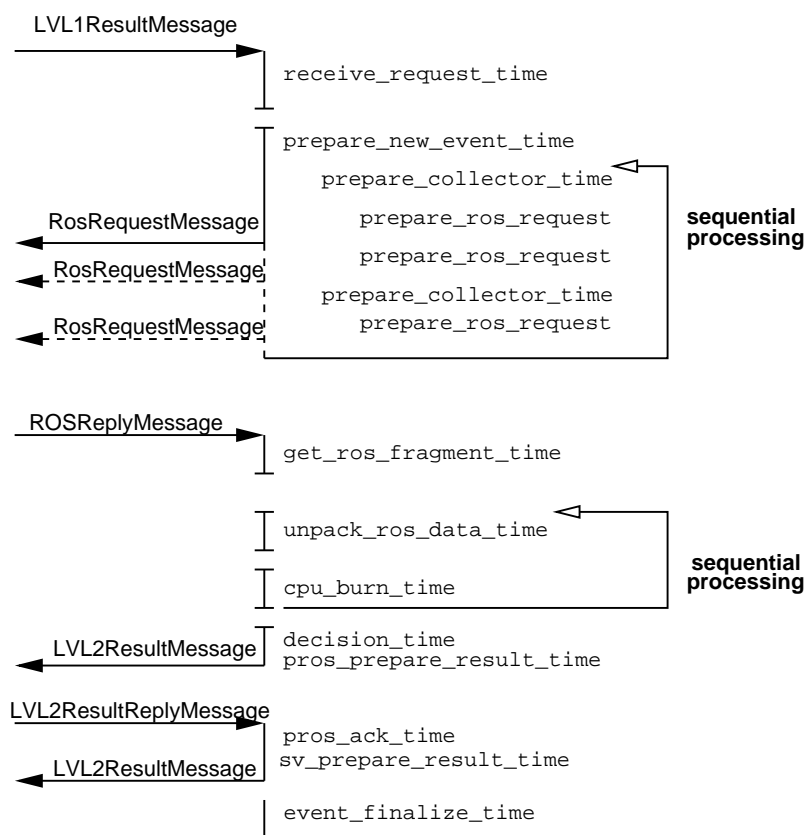 LVL1ResultMessage
receive_request_time
prepare_new_event_time
prepare_collector_time
RosRequestMessage
prepare_ros_request
sequential
processing
RosRequestMessage
prepare_ros_request
prepare_collector_time
RosRequestMessage
prepare_ros_request
ROSReplyMessage
get_ros_fragment_time
unpack_ros_data_time
sequential
processing
cpu_burn_time
decision_time
LVL2ResultMessage
pros_prepare_result_time
LVL2ResultReplyMessage
pros_ack_time
LVL2ResultMessage
sv_prepare_result_time
event_finalize_time